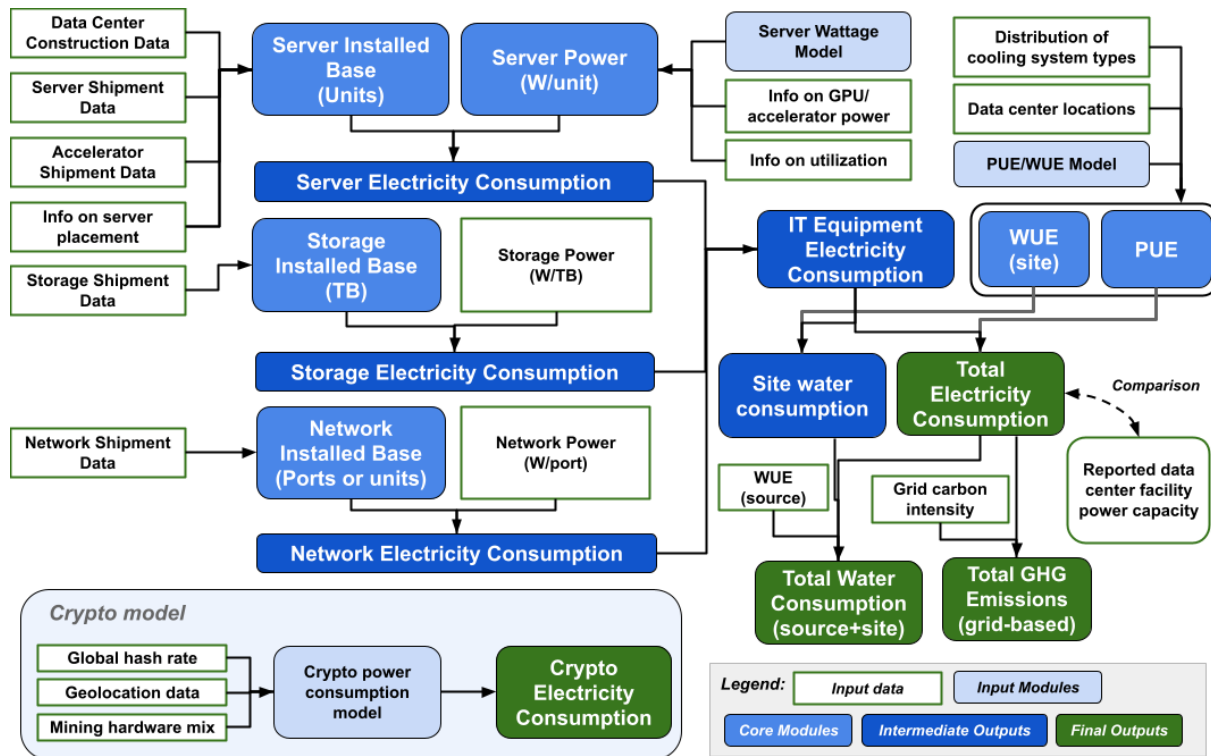 Data Center
Construction Data
Server Shipment
Data
Accelerator
Shipment Data
Info on server
placement
Storage Shipment
Data
Network Shipment
Data
Server Installed
Base
(Units)
Server Power
(W/unit)
Server Wattage
Model
Info on GPU/
accelerator power
Info on utilization
Distribution of
cooling system types
Data center locations
PUE/WUE Model
Server Electricity Consumption
Storage
Installed Base
(TB)
Storage Power
(W/TB)
IT Equipment
Electricity
Consumption
WUE
(site)
PUE
Storage Electricity Consumption
Site water
consumption
Total
Electricity
Consumption
Comparison
Network
Installed Base
(Ports or units)
Network Power
(W/port)
WUE
(source)
Grid carbon
intensity
Reported data
center facility
power capacity
Network Electricity Consumption
Total Water
Consumption
(source+site)
Total GHG
Emissions
(grid-based)
Crypto model
Global hash rate
Geolocation data
Mining hardware mix
Crypto power
consumption
model
Crypto
Electricity
Consumption
Legend:
Input data
Input Modules
Core Modules
Intermediate Outputs
Final Outputs